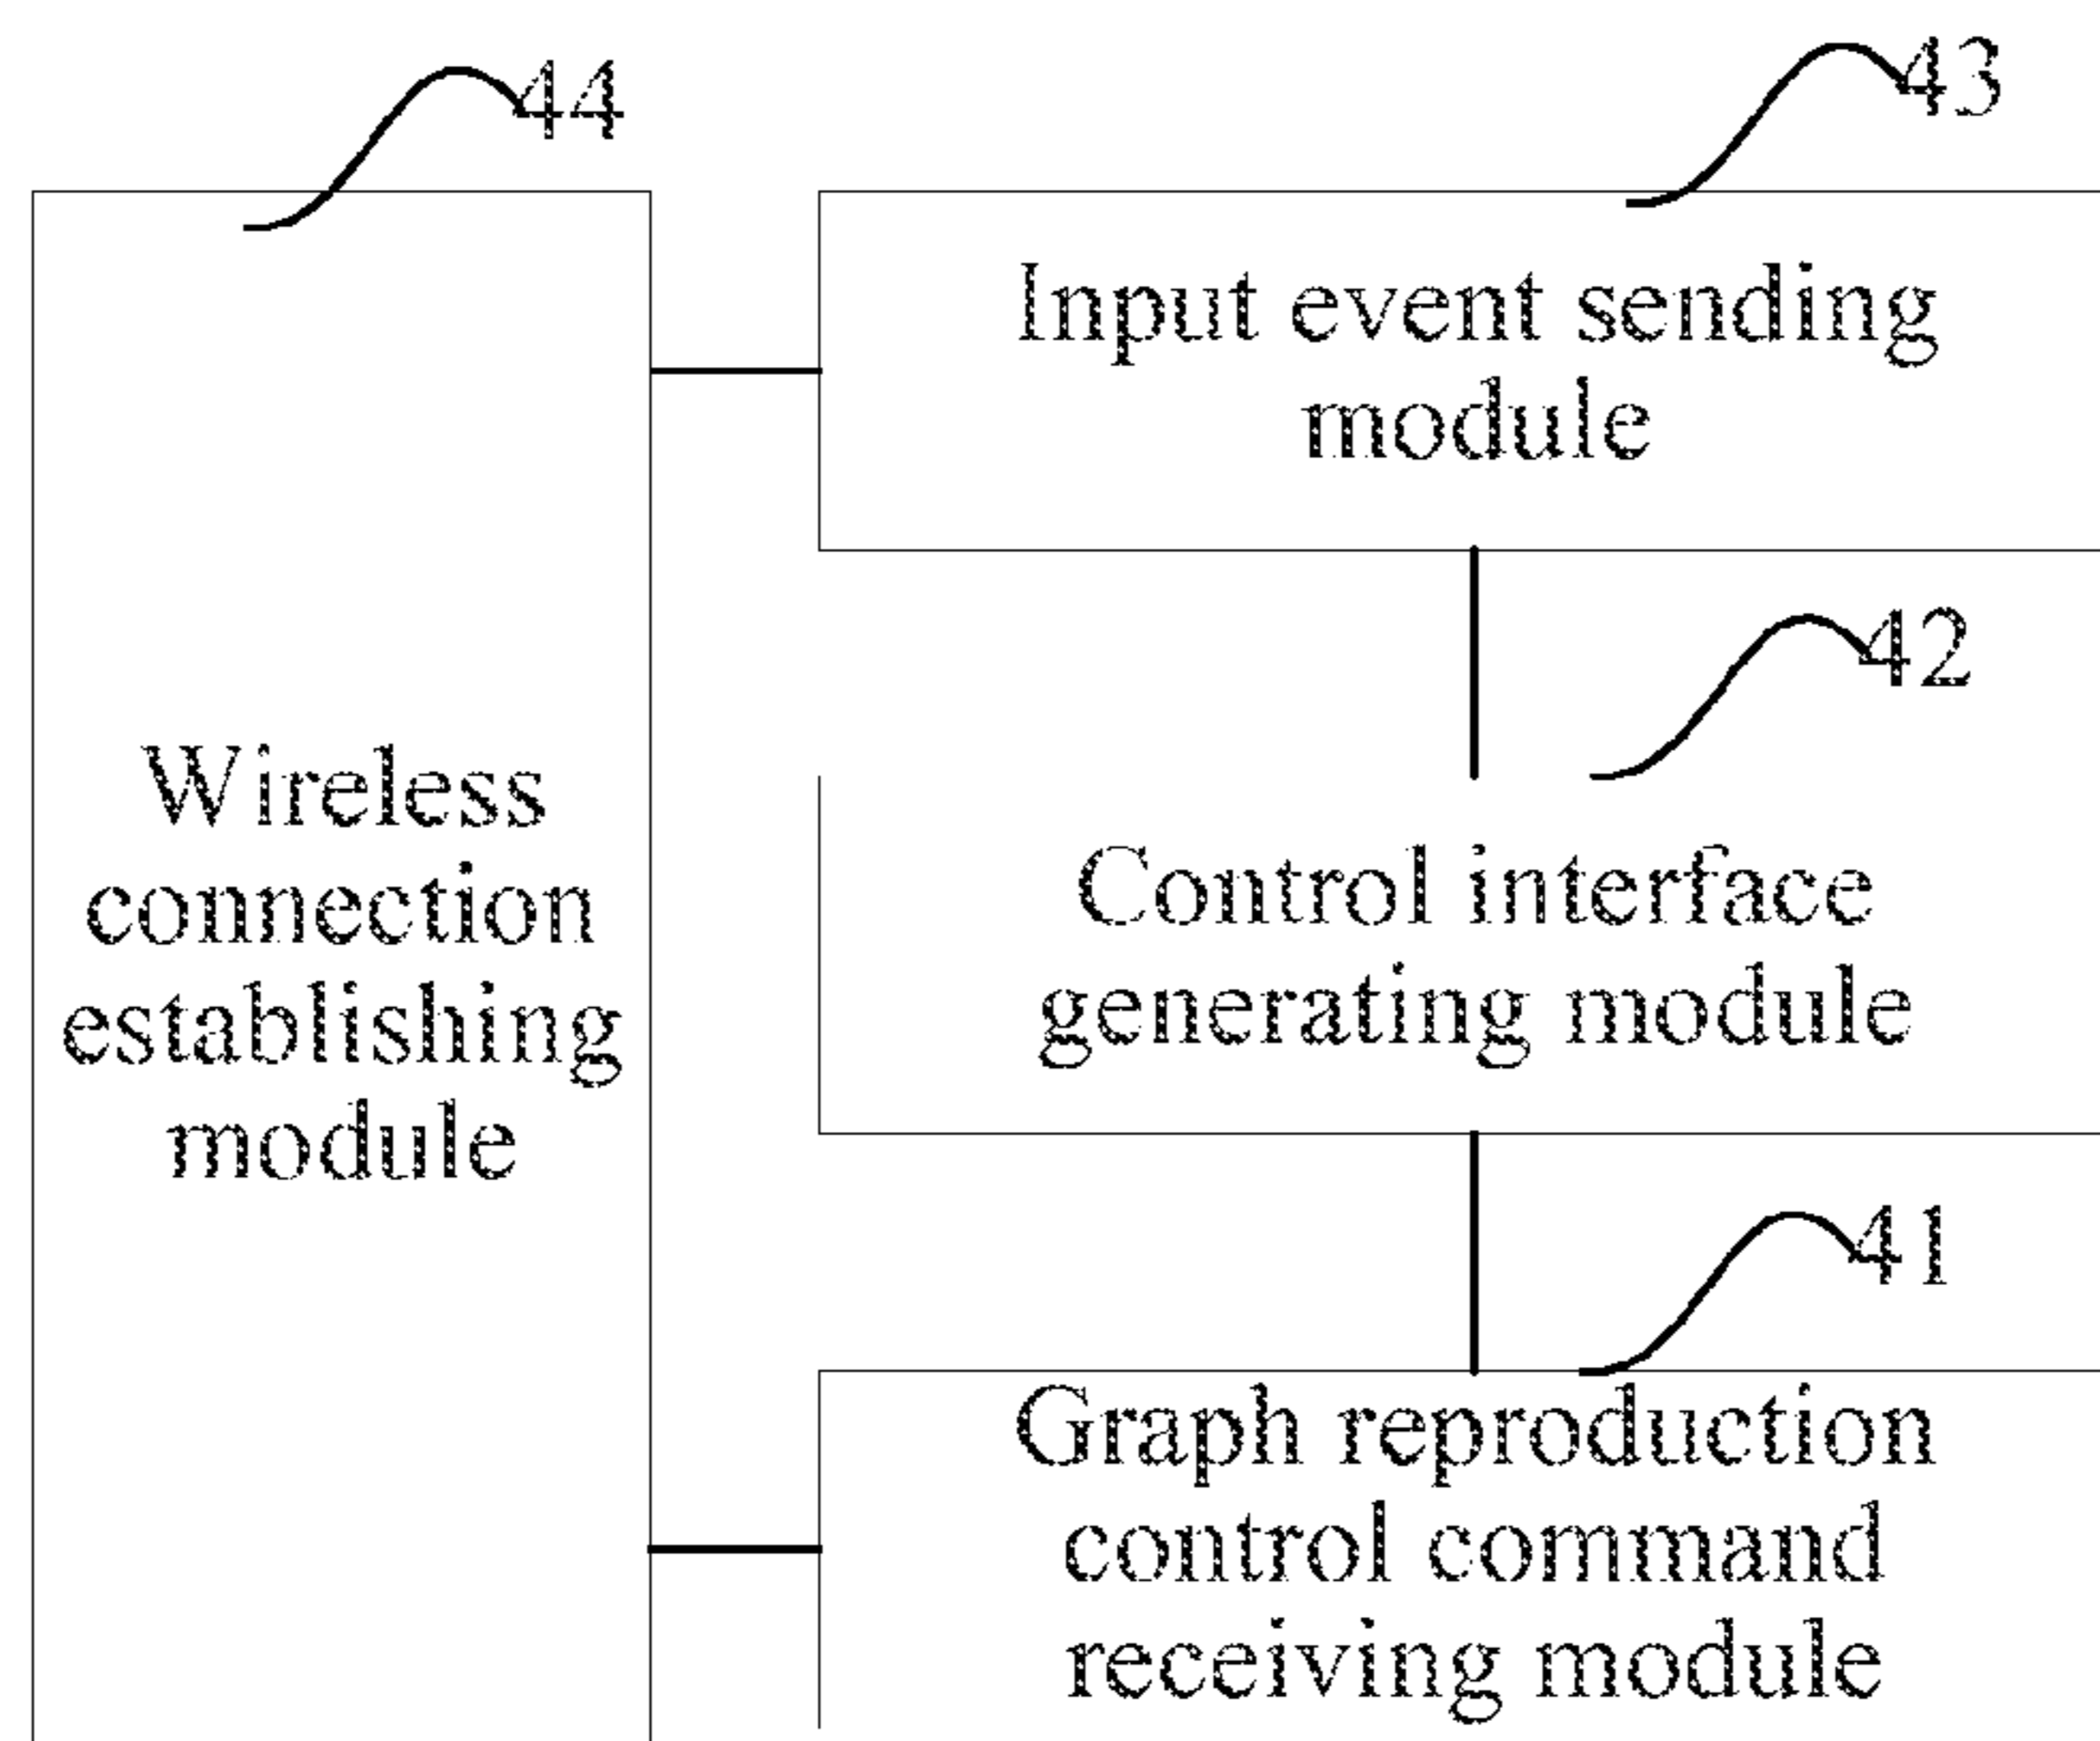 44
43
Input event sending
module
42
Wireless
connection
establishing
module
Control interface
generating module
41
Graph reproduction
control command
receiving module